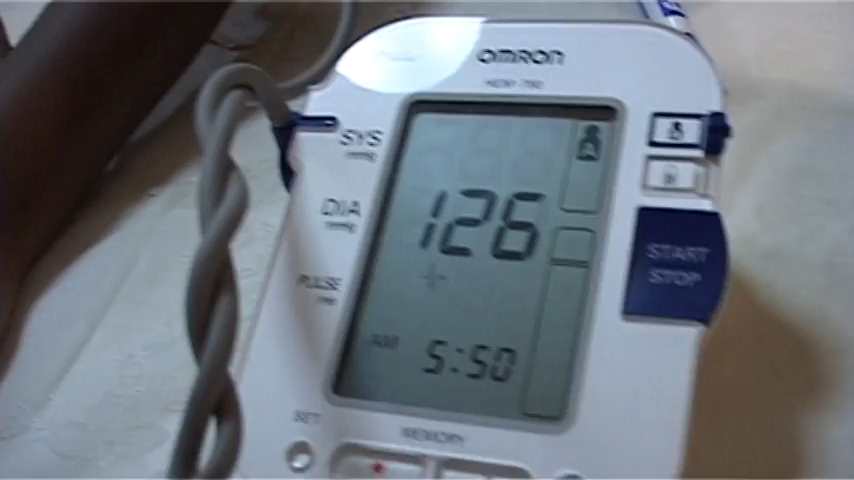 OMRON
SYS
mmHg
DIA
mmHg
126
START
STOP
PULSE
AM 5:50
SET
MEMORY